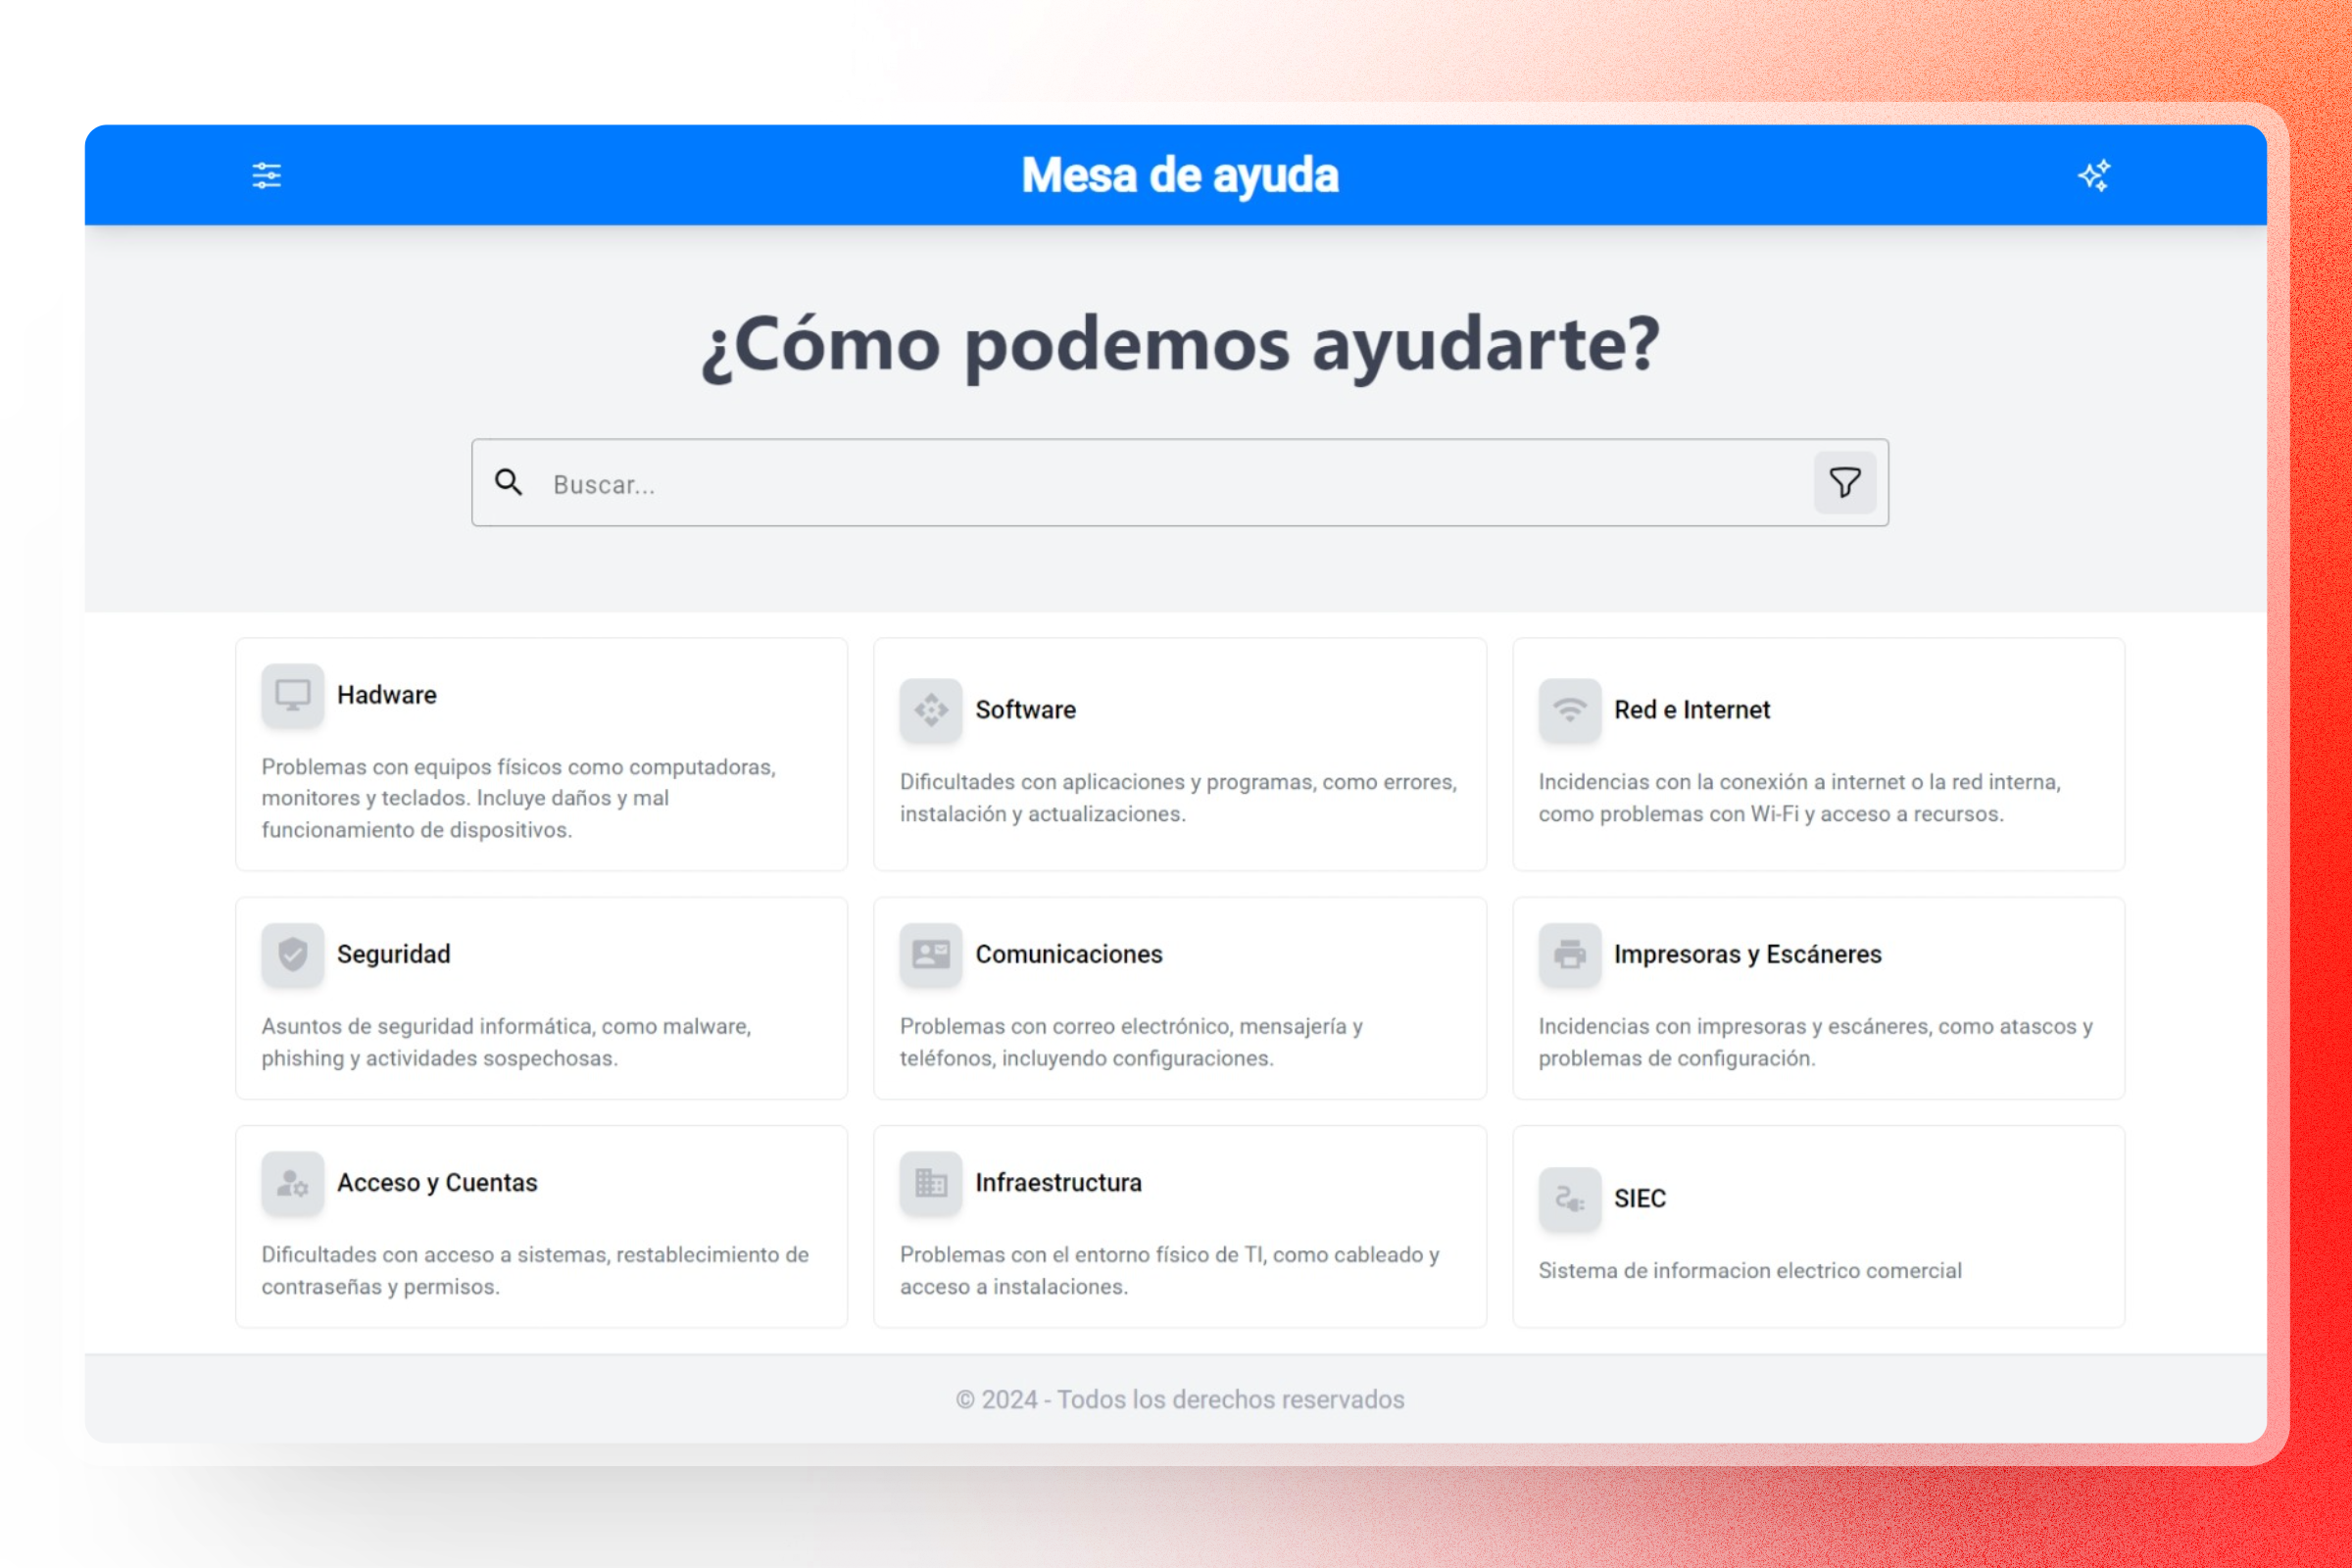 Mesa de ayuda
¿Cómo podemos ayudarte?
Buscar...
Hadware
Problemas con equipos físicos como computadoras,
monitores y teclados. Incluye daños y mal
funcionamiento de dispositivos.
Software
Dificultades con aplicaciones y programas, como errores,
instalación y actualizaciones.
Red e Internet
Incidencias con la conexión a internet o la red interna,
como problemas con Wi-Fi y acceso a recursos.
Seguridad
Asuntos de seguridad informática, como malware,
phishing y actividades sospechosas.
Comunicaciones
Problemas con correo electrónico, mensajería y
teléfonos, incluyendo configuraciones.
Impresoras y Escáneres
Incidencias con impresoras y escáneres, como atascos y
problemas de configuración.
Acceso y Cuentas
Dificultades con acceso a sistemas, restablecimiento de
contraseñas y permisos.
Infraestructura
Problemas con el entorno físico de TI, como cableado y
acceso a instalaciones.
SIEC
Sistema de informacion electrico comercial
© 2024 - Todos los derechos reservados